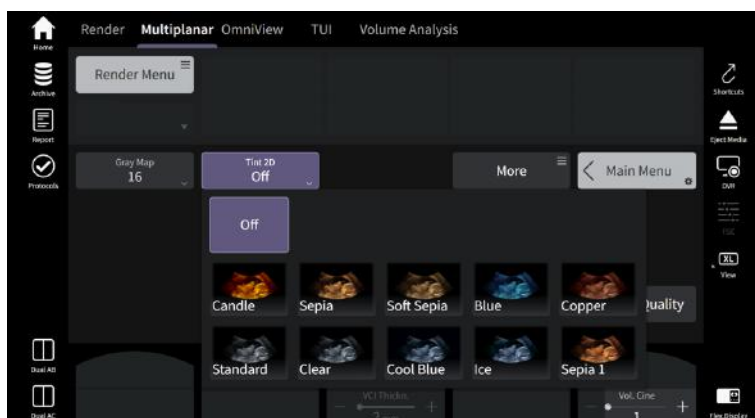 Render Multiplanar OmniView TUI Volume Analysis
Home
Render Menu
Archive
Shortcuts
Report
Eject Media
Gray Map
16
Tint 2D
Off
More
Main Menu
Protocols
DVR
Off
TGC
XL
View
Candle Sepia Soft Sepia Blue Copper
Quality
Standard Clear Cool Blue Ice Sepia 1
Dual AB
VCI Thickn.
Vol. Cine
1
Dual AC
Flex Display